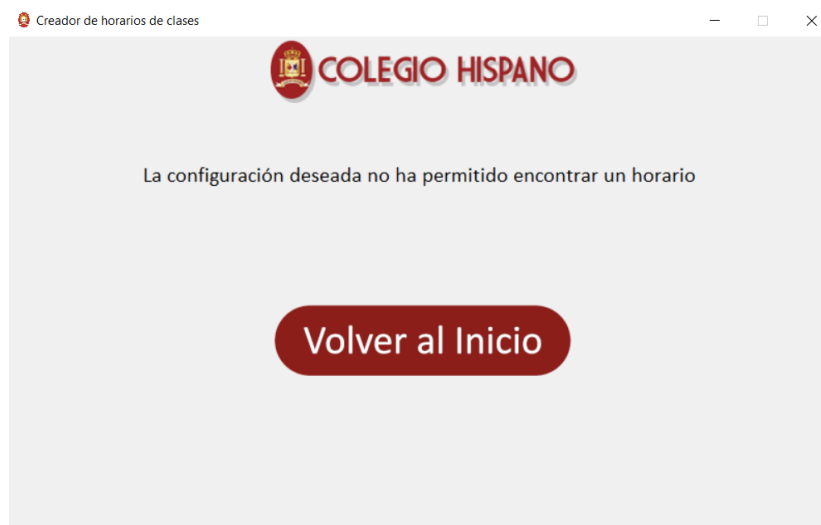 Creador de horarios de clases
COLEGIO HISPANO
La configuración deseada no ha permitido encontrar un horario
Volver al Inicio